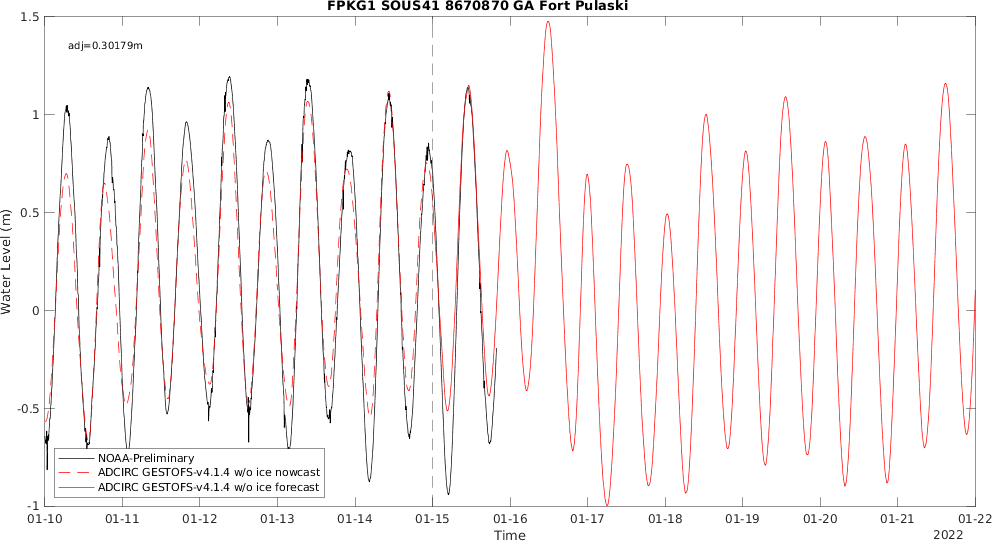 FPKG1 SOUS41 8670870 GA Fort Pulaski
adj=0.30179m
1.5
1
0.5
0
-0.5
-1
Water Level (m)
NOAA-Preliminary
ADCIRC GESTOFS-v4.1.4 w/o ice nowcast
ADCIRC GESTOFS-v4.1.4 w/o ice forecast
01-10 01-11 01-12 01-13 01-14 01-15 01-16 01-17 01-18 01-19 01-20 01-21 01-22
Time
2022